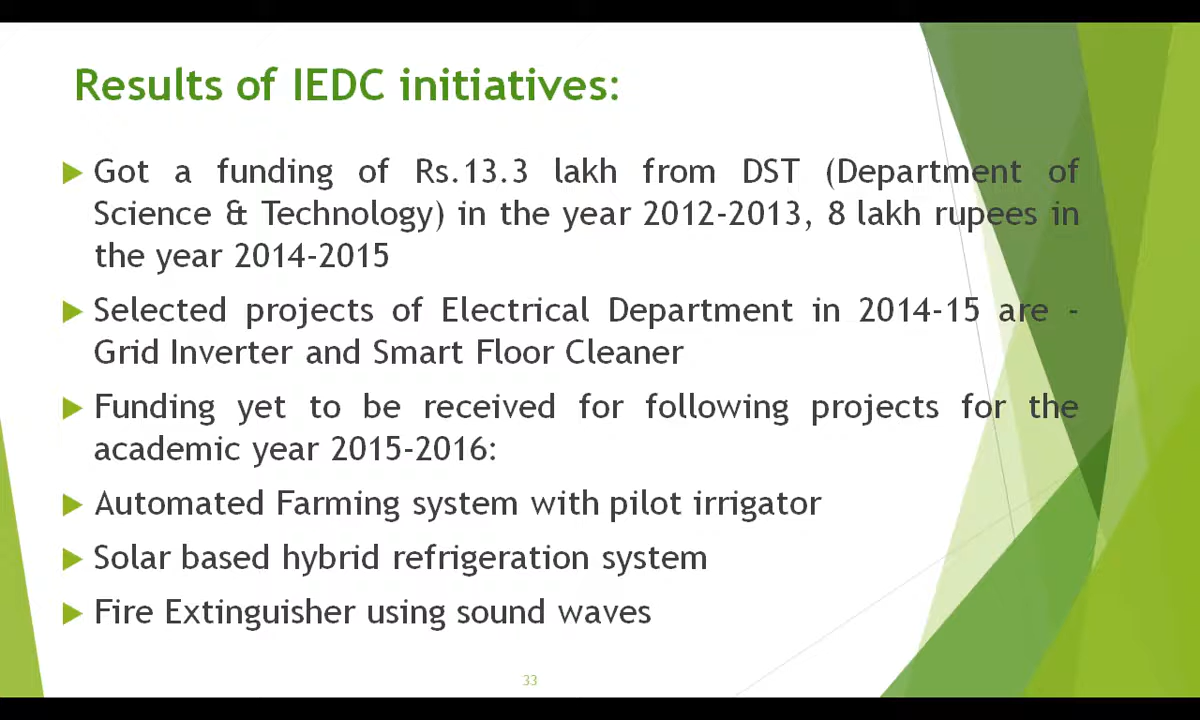 Results of IEDC initiatives:
Got a funding of Rs.13.3 lakh from DST (Department of
Science & Technology) in the year 2012-2013, 8 lakh rupees in
the year 2014-2015
Selected projects of Electrical Department in 2014-15 are -
Grid Inverter and Smart Floor Cleaner
Funding yet to be received for following projects for the
academic year 2015-2016:
Automated Farming system with pilot irrigator
Solar based hybrid refrigeration system
Fire Extinguisher using sound waves
33